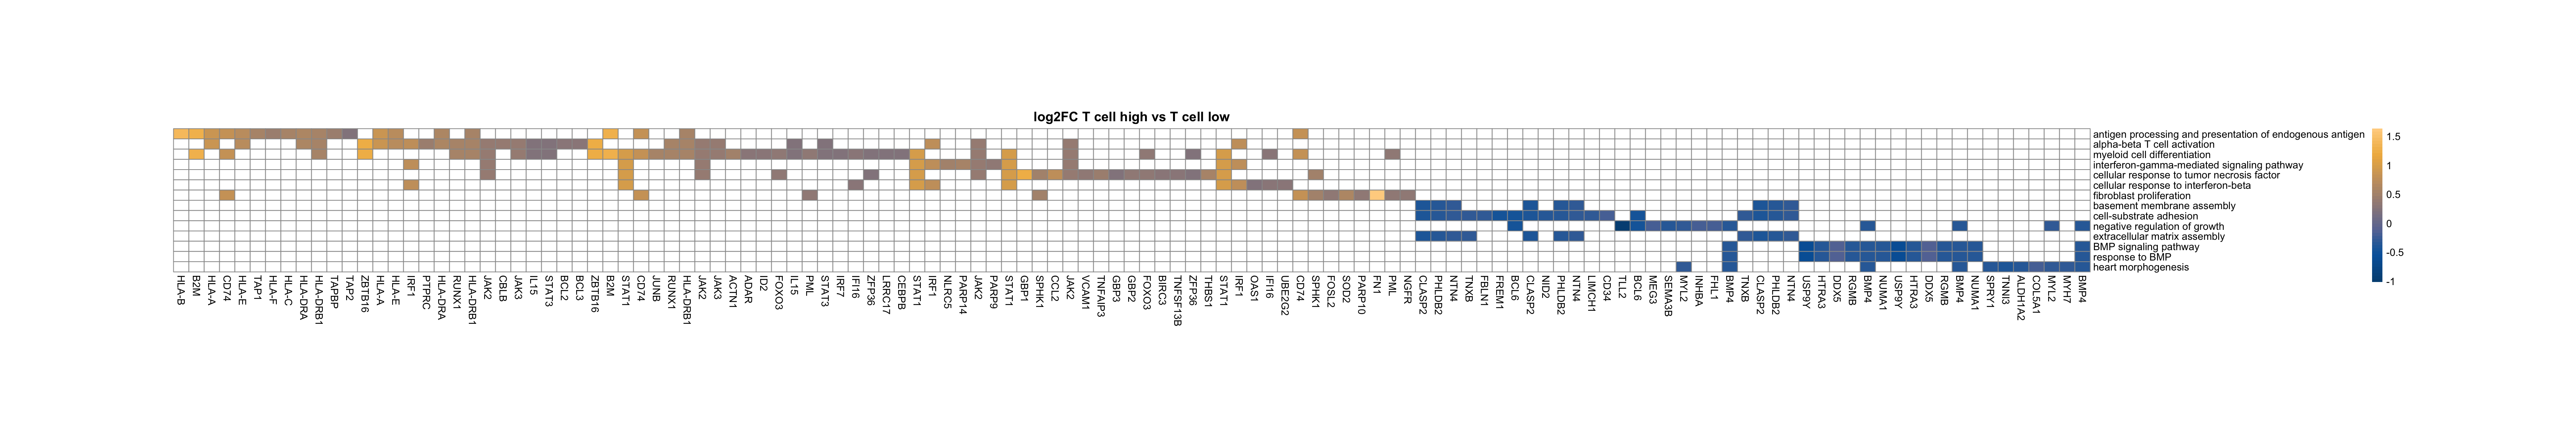 log2FC T cell high vs T cell low
antigen processing and presentation of endogenous antigen
alpha-beta T cell activation
myeloid cell differentiation
interferon-gamma-mediated signaling pathway
cellular response to tumor necrosis factor
cellular response to interferon-beta
fibroblast proliferation
basement membrane assembly
cell-substrate adhesion
negative regulation of growth
extracellular matrix assembly
BMP signaling pathway
response to BMP
heart morphogenesis
1.5
1
0.5
0
-0.5
-1
HLA-B
B2M
HLA-A
CD74
HLA-E
TAP1
HLA-F
HLA-C
HLA-DRA
HLA-DRB1
TAPBP
TAP2
ZBTB16
HLA-A
HLA-E
IRF1
PTPRC
HLA-DRA
RUNX1
HLA-DRB1
JAK2
CBLB
JAK3
IL15
STAT3
BCL2
BCL3
ZBTB16
B2M
STAT1
CD74
JUNB
RUNX1
HLA-DRB1
JAK2
JAK3
ACTN1
ADAR
ID2
FOXO3
IL15
PML
STAT3
IRF7
IFI16
ZFP36
LRRC17
CEBPB
STAT1
IRF1
NLRC5
PARP14
JAK2
PARP9
STAT1
GBP1
SPHK1
CCL2
JAK2
VCAM1
TNFAIP3
GBP3
GBP2
FOXO3
BIRC3
TNFSF13B
ZFP36
THBS1
STAT1
IRF1
OAS1
IFI16
UBE2G2
CD74
SPHK1
FOSL2
SOD2
PARP10
FN1
PML
NGFR
CLASP2
PHLDB2
NTN4
TNXB
FBLN1
FREM1
BCL6
CLASP2
NID2
PHLDB2
NTN4
LIMCH1
CD34
TLL2
BCL6
MEG3
SEMA3B
MYL2
INHBA
FHL1
BMP4
TNXB
CLASP2
PHLDB2
NTN4
USP9Y
HTRA3
DDX5
RGMB
BMP4
NUMA1
USP9Y
HTRA3
DDX5
RGMB
BMP4
NUMA1
SPRY1
TNNI3
ALDH1A2
COL5A1
MYL2
MYH7
BMP4